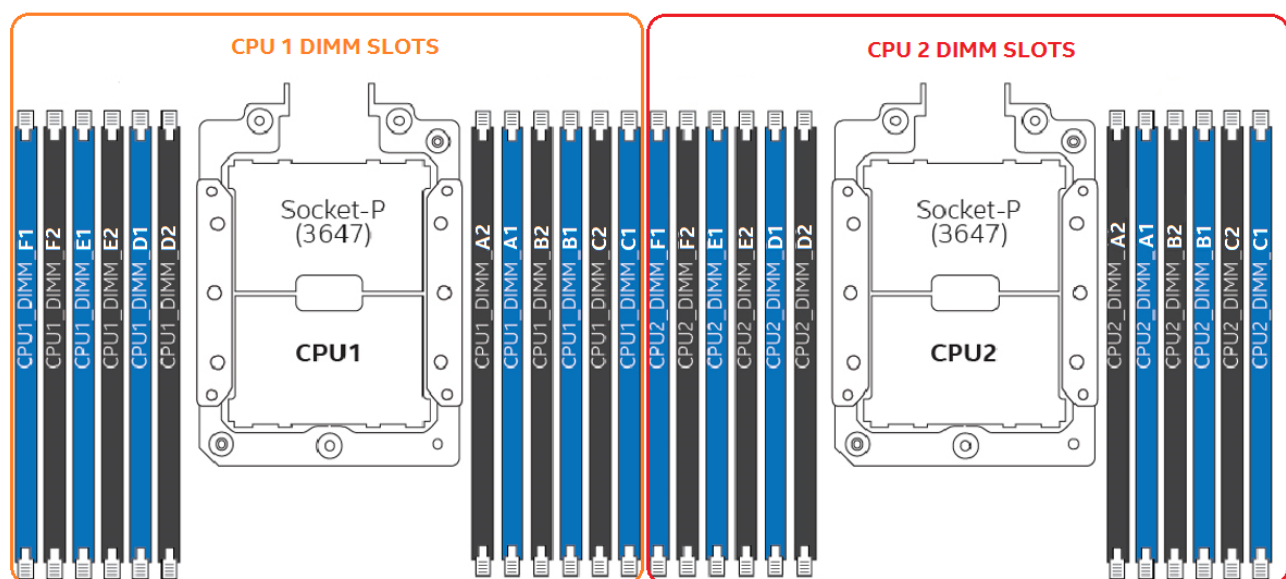 CPU 1 DIMM SLOTS
CPU 2 DIMM SLOTS
CPU1_DIMM_F1
CPU1_DIMM_F2
CPU1_DIMM_E1
CPU1_DIMM_E2
CPU1_DIMM_D1
CPU1_DIMM_D2
Socket-P
(3647)
CPU1
CPU1_DIMM_A2
CPU1_DIMM_A1
CPU1_DIMM_B2
CPU1_DIMM_B1
CPU1_DIMM_C2
CPU1_DIMM_C1
CPU2_DIMM_F1
CPU2_DIMM_F2
CPU2_DIMM_E1
CPU2_DIMM_E2
CPU2_DIMM_D1
CPU2_DIMM_D2
Socket-P
(3647)
CPU2
CPU2_DIMM_A2
CPU2_DIMM_A1
CPU2_DIMM_B2
CPU2_DIMM_B1
CPU2_DIMM_C2
CPU2_DIMM_C1